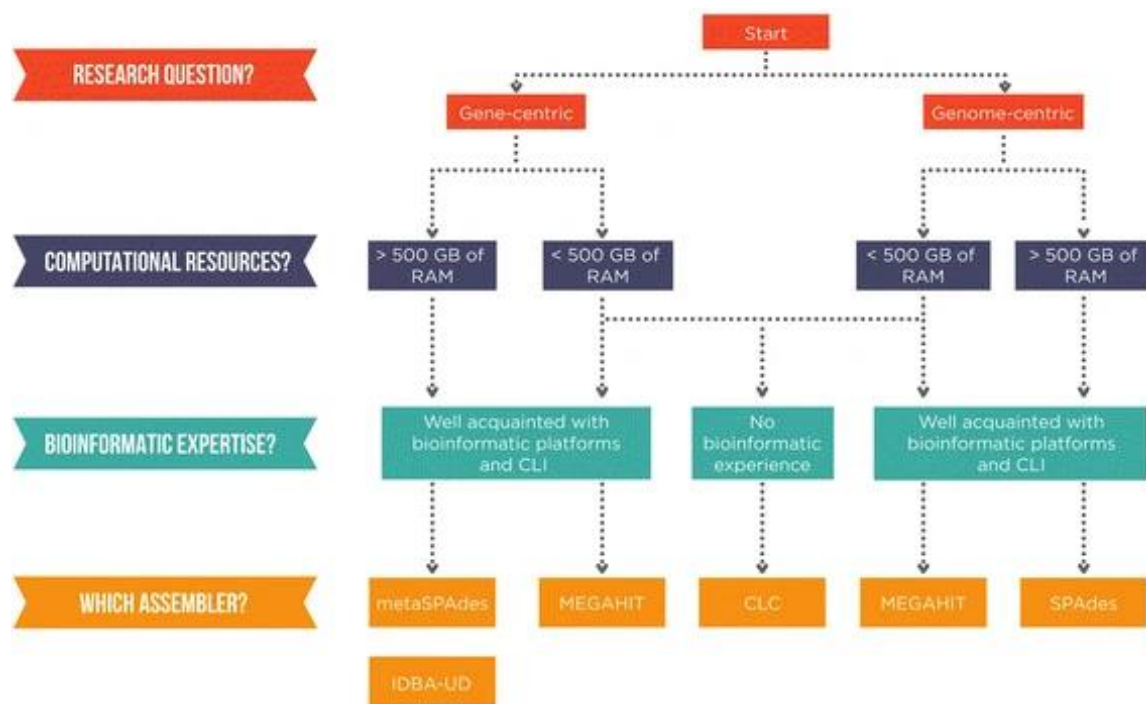 Start
RESEARCH QUESTION?
Gene-centric
Genome-centric
COMPUTATIONAL RESOURCES?
> 500 GB of
RAM
< 500 GB of
RAM
< 500 GB of
RAM
> 500 GB of
RAM
BIOINFORMATIC EXPERTISE?
Well acquainted with
bioinformatic platforms
and CLI
No
bioinformatic
experience
Well acquainted with
bioinformatic platforms
and CLI
WHICH ASSEMBLER?
metaSPAdes
MEGAHIT
CLC
MEGAHIT
SPAdes
IDBA-UD